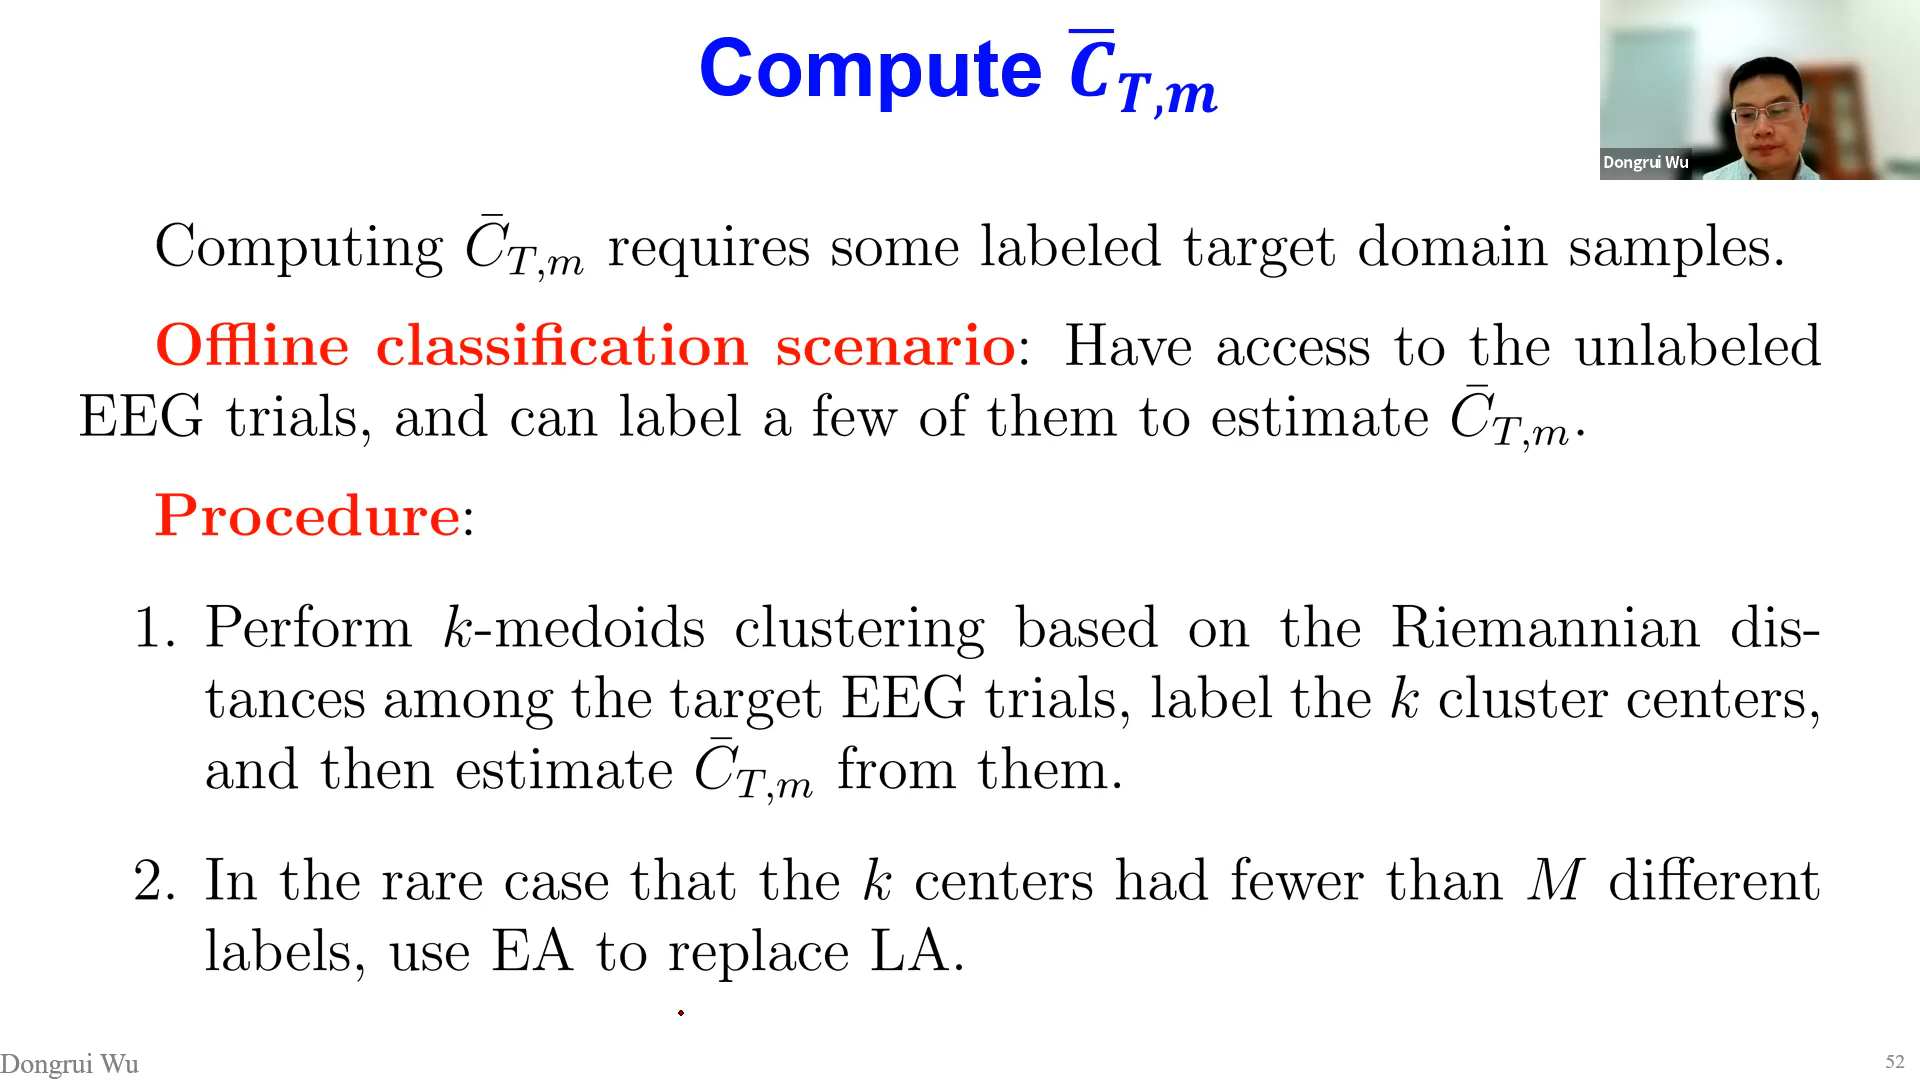 Compute C̄_{T,m}
Dongrui Wu
Computing C̄_{T,m} requires some labeled target domain samples.
Offline classification scenario: Have access to the unlabeled
EEG trials, and can label a few of them to estimate C̄_{T,m}.
Procedure:
1. Perform k-medoids clustering based on the Riemannian dis-
tances among the target EEG trials, label the k cluster centers,
and then estimate C̄_{T,m} from them.
2. In the rare case that the k centers had fewer than M different
labels, use EA to replace LA.
Dongrui Wu
52